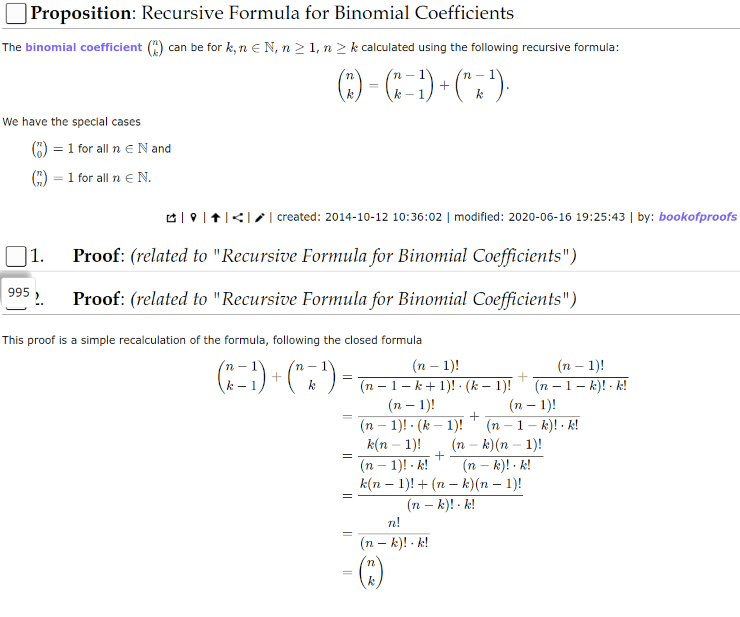 Proposition: Recursive Formula for Binomial Coefficients
The binomial coefficient $\binom{n}{k}$ can be for $k, n \in \mathbb{N}, n \geq 1, n \geq k$ calculated using the following recursive formula:
$\binom{n}{k} = \binom{n-1}{k-1} + \binom{n-1}{k}.$
We have the special cases
$\binom{n}{0} = 1$ for all $n \in \mathbb{N}$ and
$\binom{n}{n} = 1$ for all $n \in \mathbb{N}$.
| | | | | created: 2014-10-12 10:36:02 | modified: 2020-06-16 19:25:43 | by: bookofproofs
1. Proof: (related to "Recursive Formula for Binomial Coefficients")
995 2. Proof: (related to "Recursive Formula for Binomial Coefficients")
This proof is a simple recalculation of the formula, following the closed formula
$\binom{n-1}{k-1} + \binom{n-1}{k} = \frac{(n-1)!}{(n-1-k+1)! \cdot (k-1)!} + \frac{(n-1)!}{(n-1-k)! \cdot k!}$
$= \frac{(n-1)!}{(n-1)! \cdot (k-1)!} + \frac{(n-1)!}{(n-1-k)! \cdot k!}$
$= \frac{k(n-1)!}{(n-1)! \cdot k!} + \frac{(n-k)(n-1)!}{(n-k)! \cdot k!}$
$= \frac{k(n-1)! + (n-k)(n-1)!}{(n-k)! \cdot k!}$
$= \frac{n!}{(n-k)! \cdot k!}$
$= \binom{n}{k}$